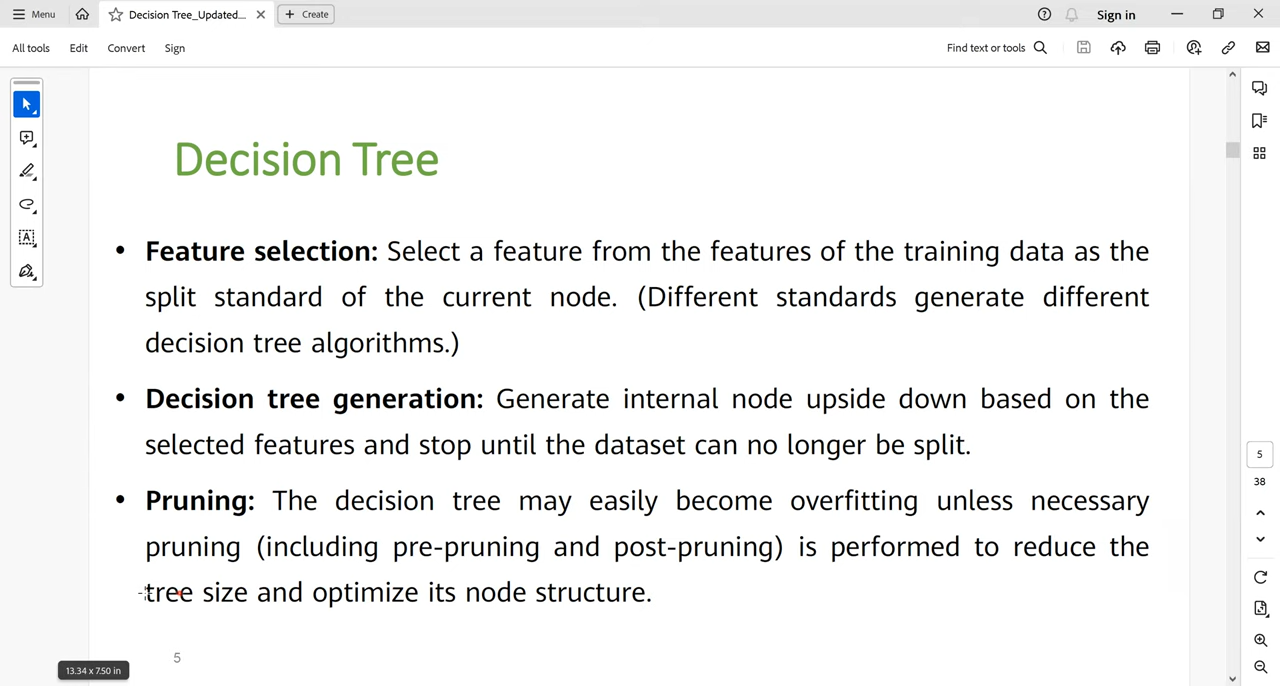 Menu
Decision Tree_Updated...
Create
Sign in
All tools
Edit
Convert
Sign
Find text or tools
Decision Tree
• Feature selection: Select a feature from the features of the training data as the
split standard of the current node. (Different standards generate different
decision tree algorithms.)
• Decision tree generation: Generate internal node upside down based on the
selected features and stop until the dataset can no longer be split.
• Pruning: The decision tree may easily become overfitting unless necessary
pruning (including pre-pruning and post-pruning) is performed to reduce the
tree size and optimize its node structure.
5
13.34 x 7.50 in
5
38